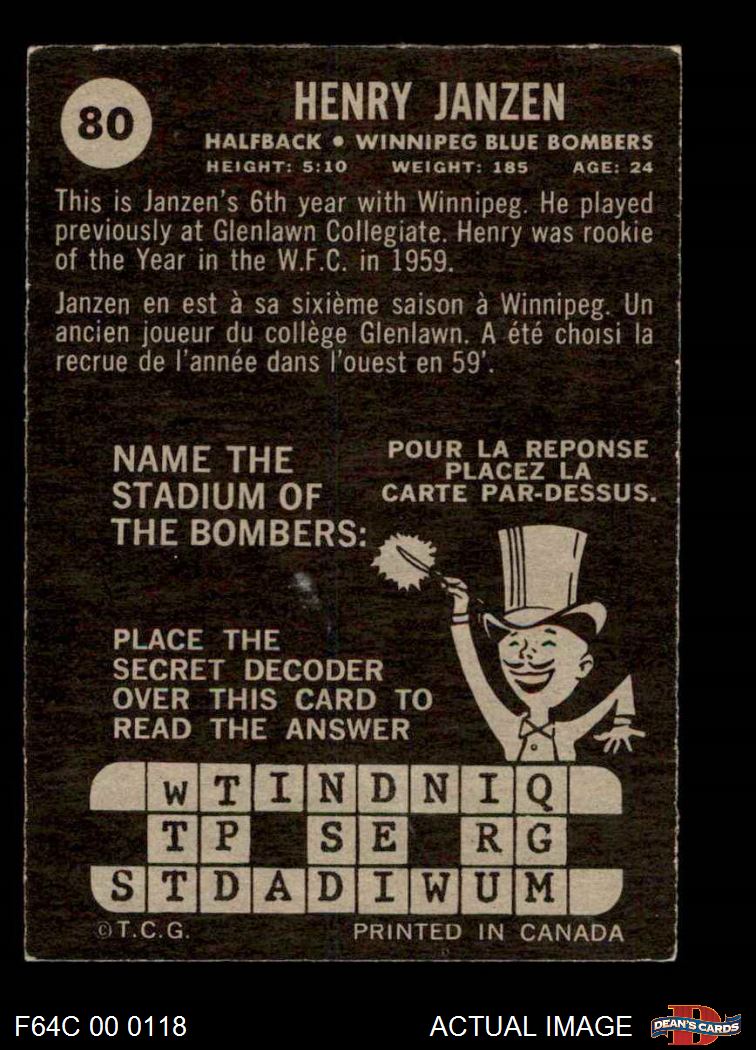 80
HENRY JANZEN
HALFBACK • WINNIPEG BLUE BOMBERS
HEIGHT: 5:10 WEIGHT: 185 AGE: 24
This is Janzen's 6th year with Winnipeg. He played
previously at Glenlawn Collegiate. Henry was rookie
of the Year in the W.F.C. in 1959.
Janzen en est à sa sixième saison à Winnipeg. Un
ancien joueur du collège Glenlawn. A été choisi la
recrue de l'année dans l'ouest en 59'.
NAME THE
STADIUM OF
THE BOMBERS:
POUR LA REPONSE
PLACEZ LA
CARTE PAR-DESSUS.
PLACE THE
SECRET DECODER
OVER THIS CARD TO
READ THE ANSWER
W T I N D N I Q
T P S E R G
S T D A D I W U M
© T.C.G. PRINTED IN CANADA
F64C 00 0118 ACTUAL IMAGE
D
DEAN'S CARDS